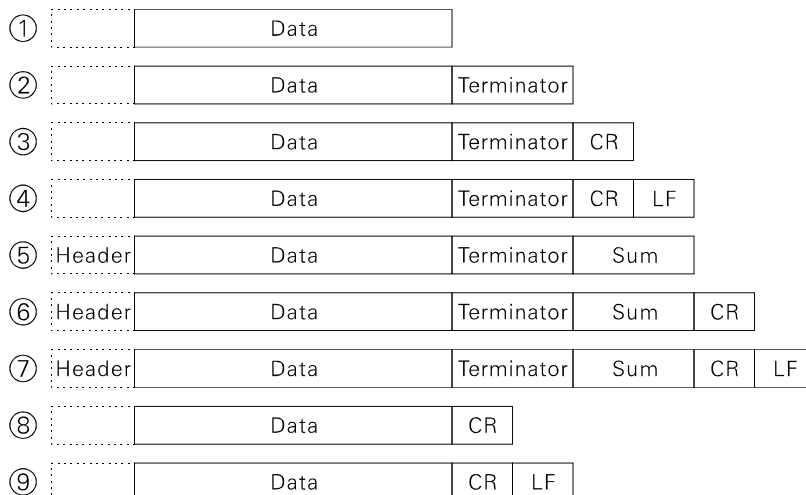 ① Data
② Data Terminator
③ Data Terminator CR
④ Data Terminator CR LF
⑤ Header Data Terminator Sum
⑥ Header Data Terminator Sum CR
⑦ Header Data Terminator Sum CR LF
⑧ Data CR
⑨ Data CR LF